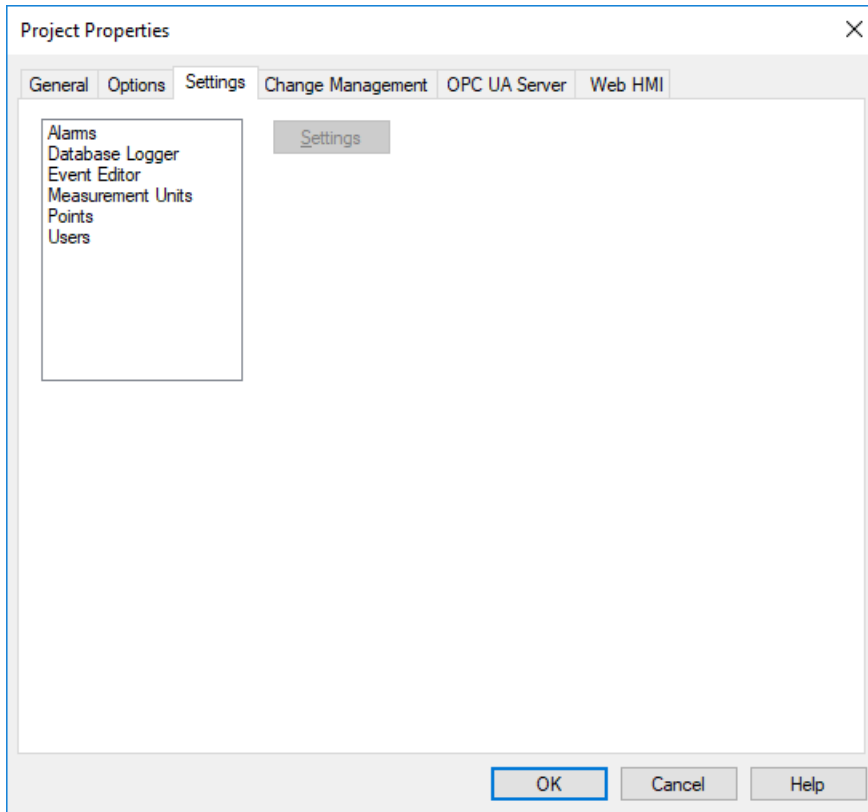 Project Properties
General Options Settings Change Management OPC UA Server Web HMI
Alarms
Settings
Database Logger
Event Editor
Measurement Units
Points
Users
OK Cancel Help